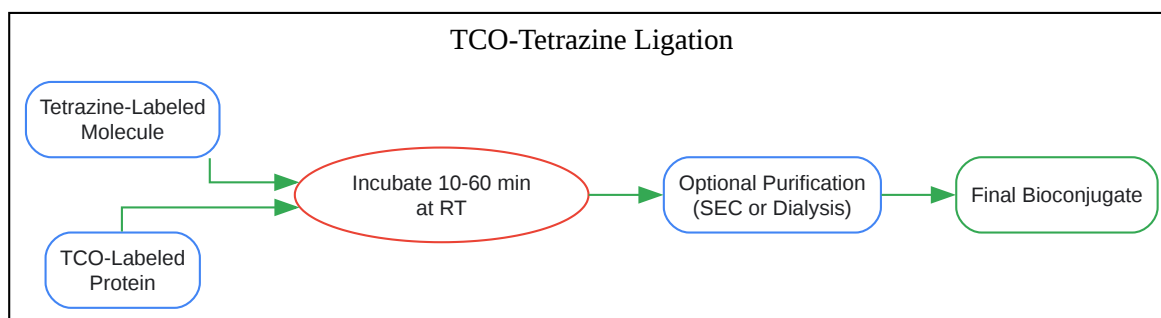 TCO-Tetrazine Ligation
Tetrazine-Labeled
Molecule
TCO-Labeled
Protein
Incubate 10-60 min
at RT
Optional Purification
(SEC or Dialysis)
Final Bioconjugate